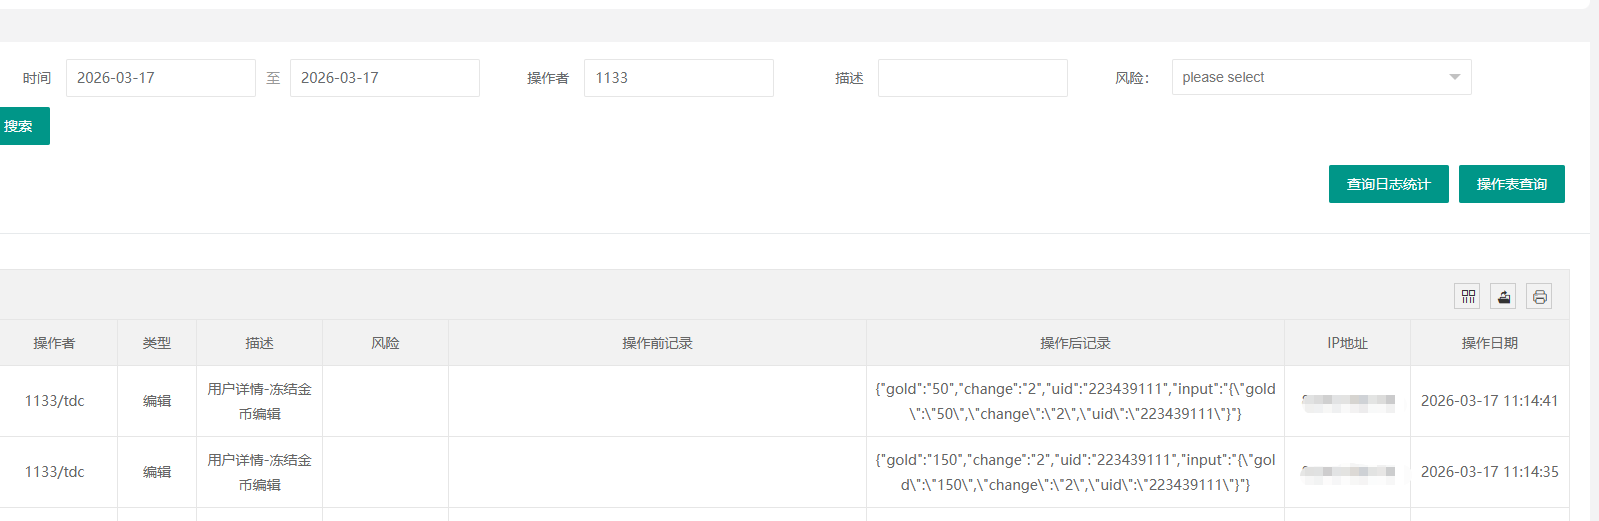 时间 2026-03-17 至 2026-03-17 操作者 1133 描述 风险： please select
搜索
查询日志统计 操作表查询
操作者 类型 描述 风险 操作前记录 操作后记录 IP地址 操作日期
1133/tdc 编辑 用户详情-冻结金
币编辑 {"gold":"50","change":"2","uid":"223439111","input":"{\"gold
\":\"50\",\"change\":\"2\",\"uid\":\"223439111\"}"} 2026-03-17 11:14:41
1133/tdc 编辑 用户详情-冻结金
币编辑 {"gold":"150","change":"2","uid":"223439111","input":"{\"gol
d\":\"150\",\"change\":\"2\",\"uid\":\"223439111\"}"} 2026-03-17 11:14:35